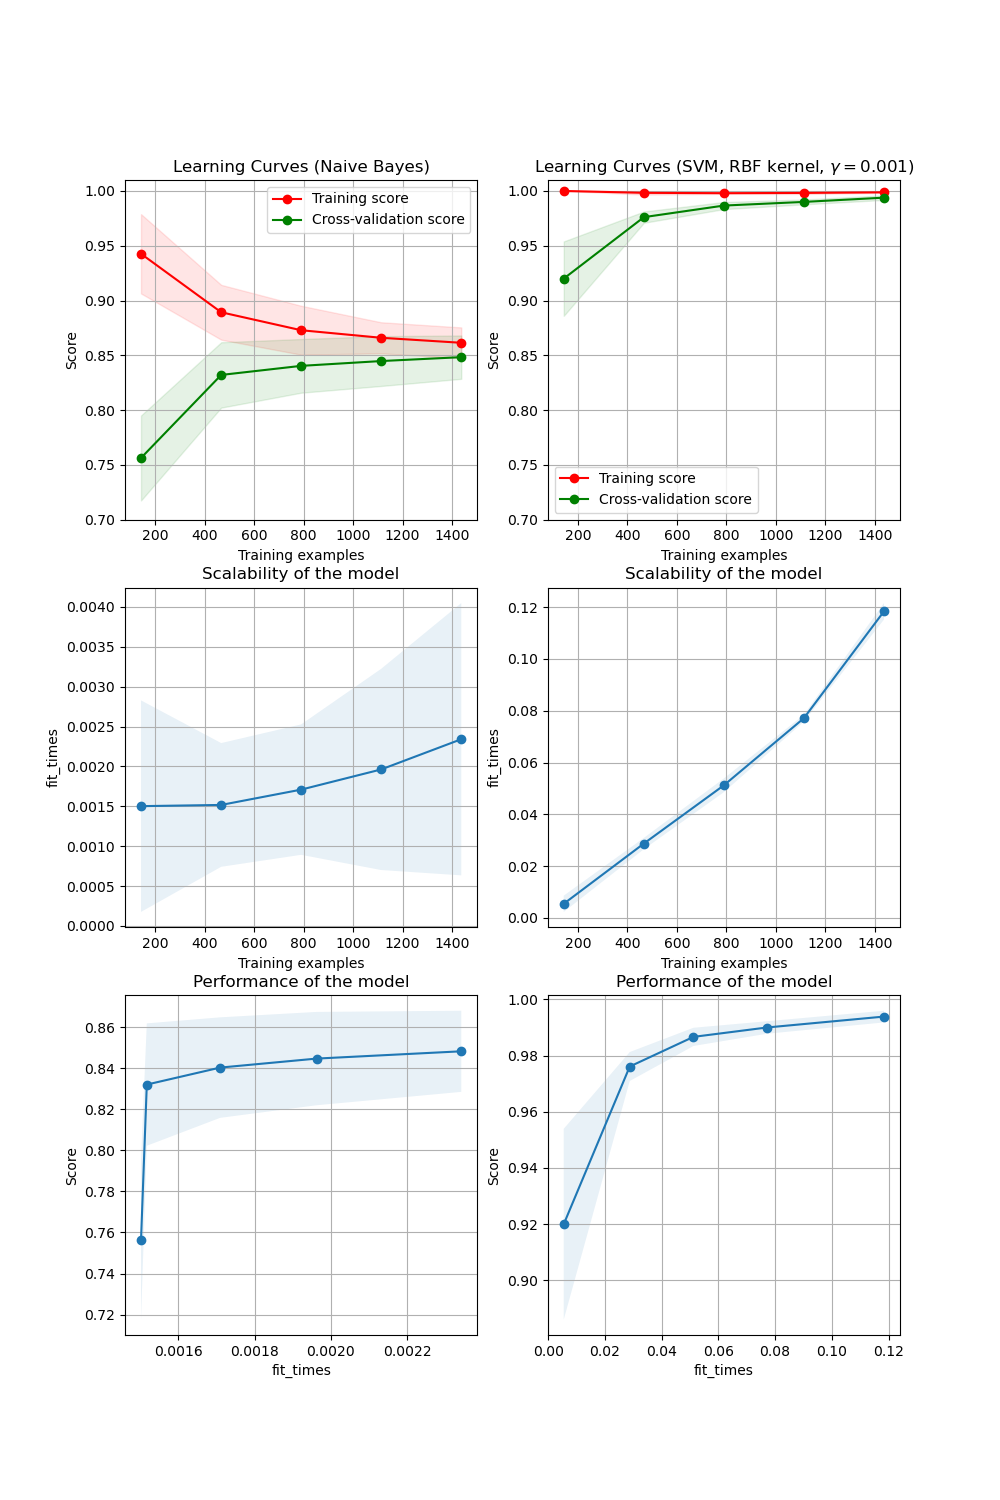 Learning Curves (Naive Bayes)
1.00
0.95
0.90
0.85
0.80
0.75
0.70
Score
Training score
Cross-validation score
200 400 600 800 1000 1200 1400
Training examples
Learning Curves (SVM, RBF kernel, γ = 0.001)
1.00
0.95
0.90
0.85
0.80
0.75
0.70
Score
Training score
Cross-validation score
200 400 600 800 1000 1200 1400
Training examples
Scalability of the model
0.0040
0.0035
0.0030
0.0025
0.0020
0.0015
0.0010
0.0005
0.0000
fit_times
200 400 600 800 1000 1200 1400
Training examples
Scalability of the model
0.12
0.10
0.08
0.06
0.04
0.02
0.00
fit_times
200 400 600 800 1000 1200 1400
Training examples
Performance of the model
0.86
0.84
0.82
0.80
0.78
0.76
0.74
0.72
Score
0.0016 0.0018 0.0020 0.0022
fit_times
Performance of the model
1.00
0.98
0.96
0.94
0.92
0.90
Score
0.00 0.02 0.04 0.06 0.08 0.10 0.12
fit_times